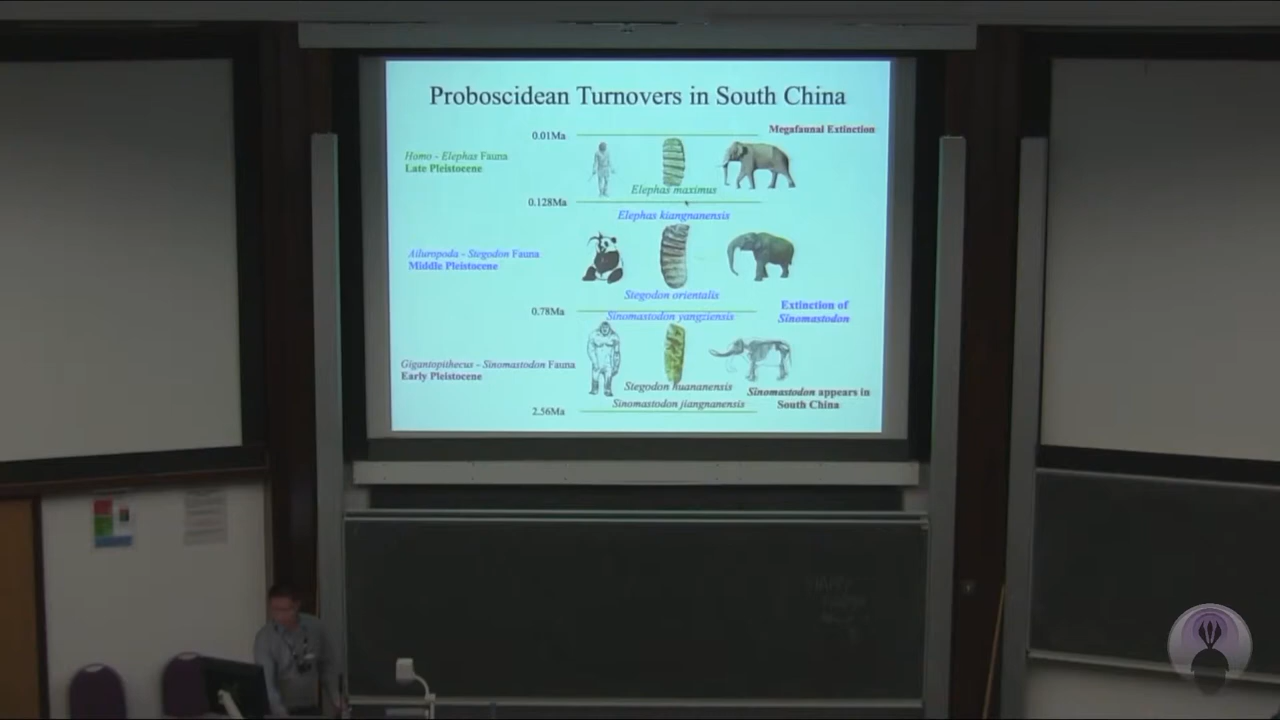 Proboscidean Turnovers in South China
0.01Ma
Megafaunal Extinction
Homo - Elephas Fauna
Late Pleistocene
Elephas maximus
0.128Ma
Elephas kiangnanensis
Ailuropoda - Stegodon Fauna
Middle Pleistocene
Stegodon orientalis
Extinction of
Sinomastodon
0.78Ma
Sinomastodon yangziensis
Gigantopithecus - Sinomastodon Fauna
Early Pleistocene
Stegodon huananensis
Sinomastodon appears in
South China
Sinomastodon jiangnanensis
2.56Ma
HAPPY